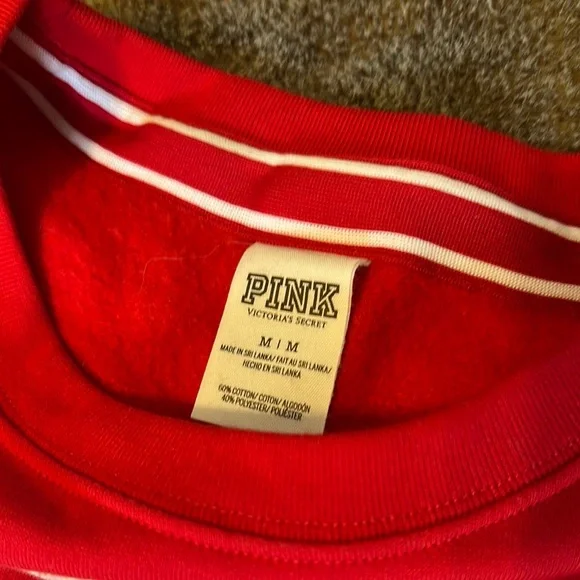 PINK
VICTORIA'S SECRET
M | M
MADE IN SRI LANKA/ FAIT AU SRI LANKA/
HECHO EN SRI LANKA
60% COTTON/ COTON/ ALGODÓN
40% POLYESTER/ POLIÉSTER